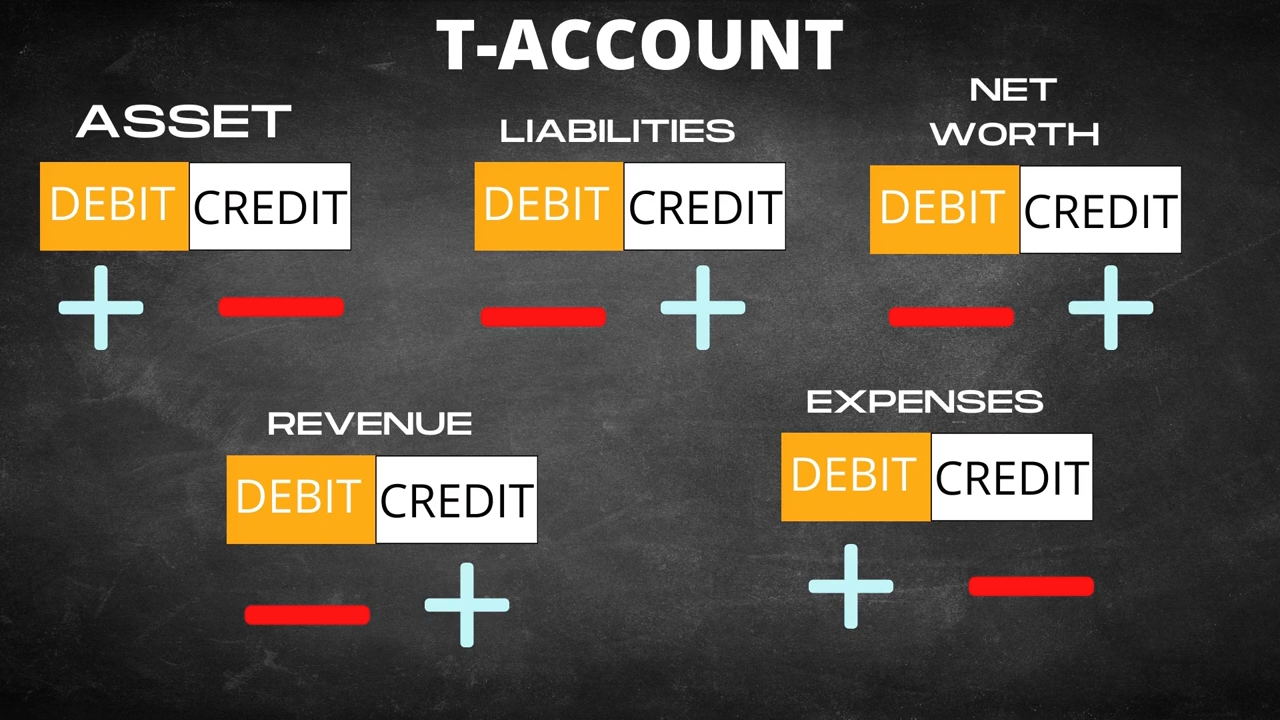 T-ACCOUNT
ASSET
DEBIT CREDIT
LIABILITIES
DEBIT CREDIT
NET
WORTH
DEBIT CREDIT
REVENUE
DEBIT CREDIT
EXPENSES
DEBIT CREDIT